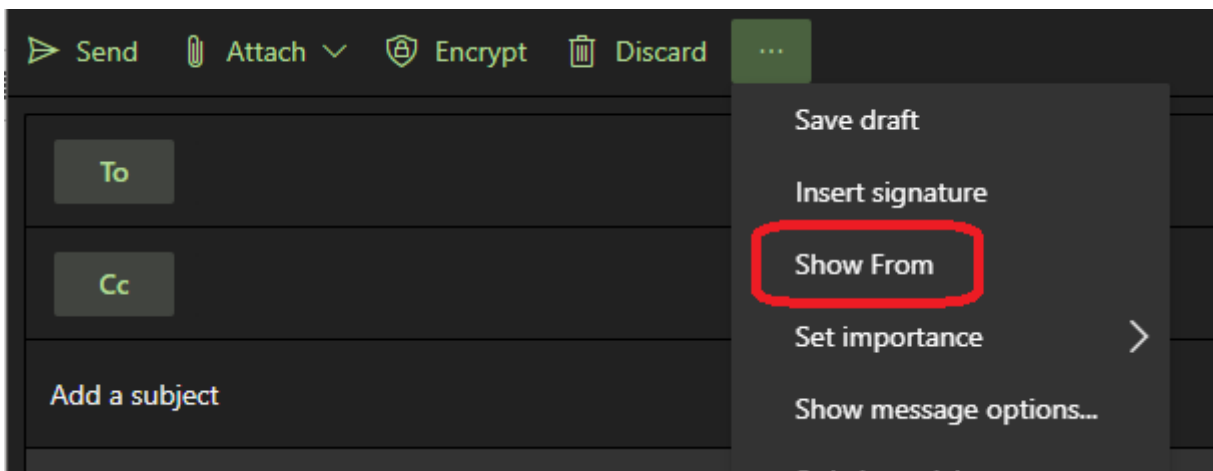 Send Attach Encrypt Discard ...
Save draft
To
Insert signature
Show From
Cc
Set importance
Add a subject
Show message options...